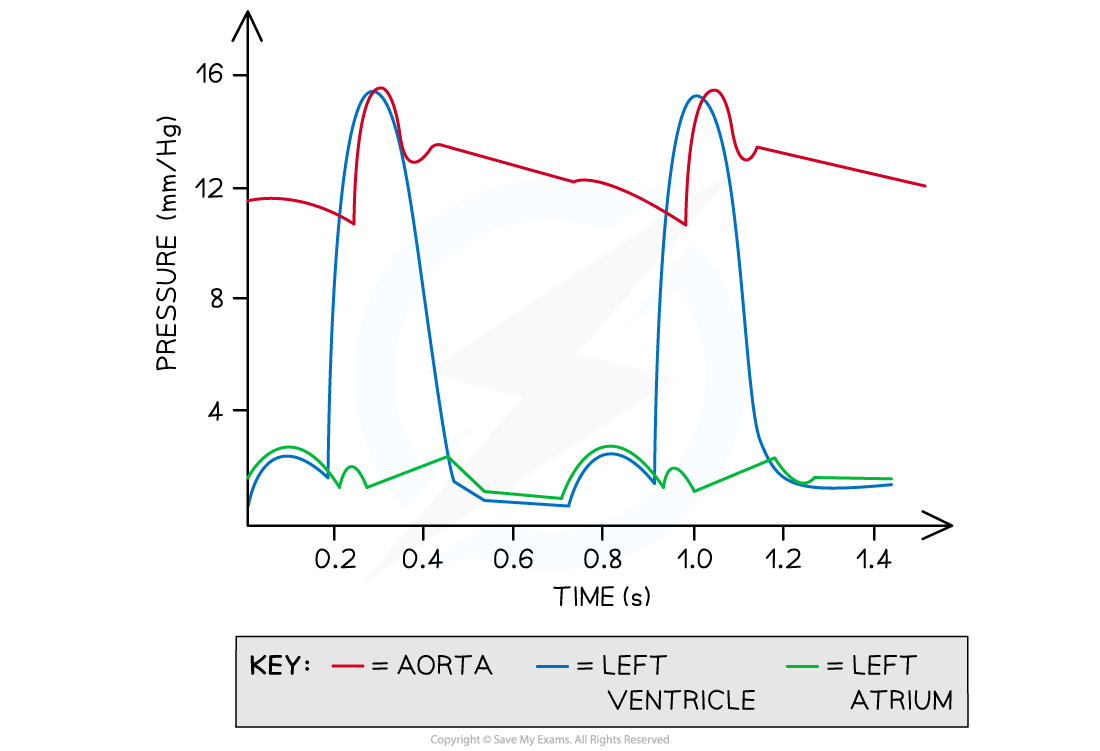 16
12
8
4
PRESSURE (mm/Hg)
0.2 0.4 0.6 0.8 1.0 1.2 1.4
TIME (s)
KEY: = AORTA = LEFT = LEFT
VENTRICLE ATRIUM
Copyright © Save My Exams. All Rights Reserved